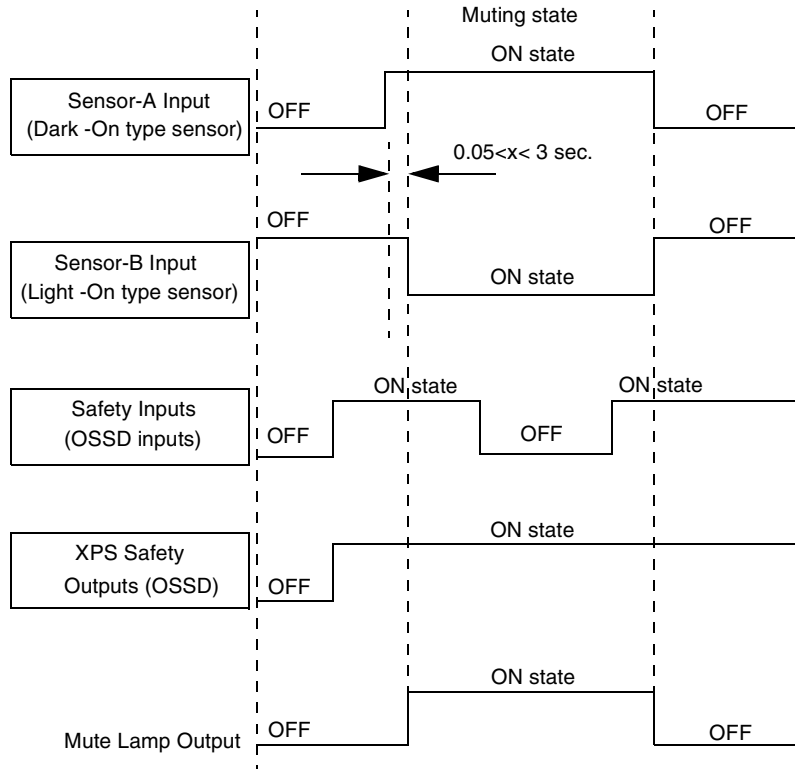 Muting state
ON state
Sensor-A Input
(Dark -On type sensor)
OFF
OFF
0.05<x< 3 sec.
OFF
OFF
Sensor-B Input
(Light -On type sensor)
ON state
ON state
ON state
Safety Inputs
(OSSD inputs)
OFF
OFF
XPS Safety
Outputs (OSSD)
ON state
OFF
ON state
Mute Lamp Output
OFF
OFF